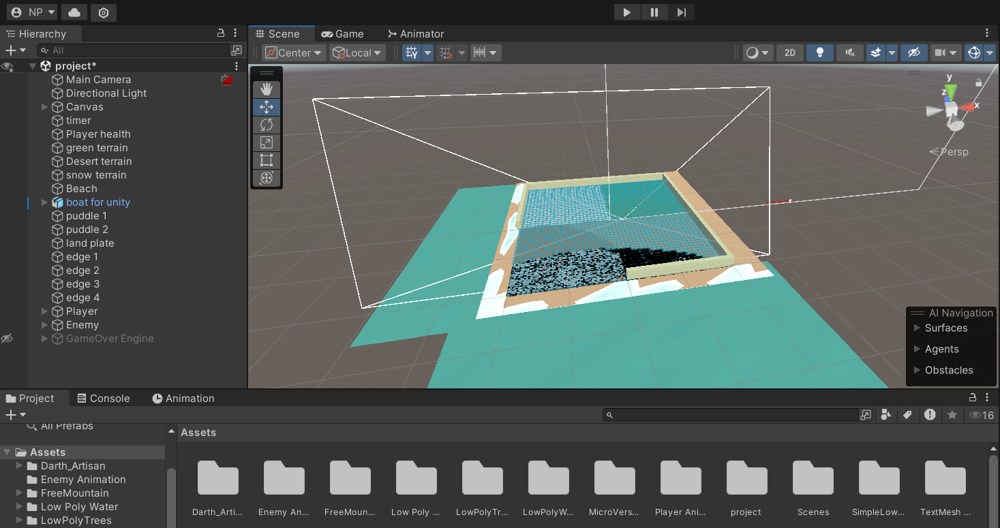 NP
Hierarchy
All
project*
Main Camera
Directional Light
Canvas
timer
Player health
green terrain
Desert terrain
snow terrain
Beach
boat for unity
puddle 1
puddle 2
land plate
edge 1
edge 2
edge 3
edge 4
Player
Enemy
GameOver Engine
Scene Game Animator
Center Local 2D
y
z
x
Persp
AI Navigation
Surfaces
Agents
Obstacles
Project Console Animation
16
All Prefabs
Assets
Darth_Artisan
Enemy Animation
FreeMountain
Low Poly Water
LowPolyTrees
Assets
Darth_Arti... Enemy An... FreeMoun... Low Poly ... LowPolyTr... LowPolyW... MicroVers... Player Ani... project Scenes SimpleLow... TextMesh ...